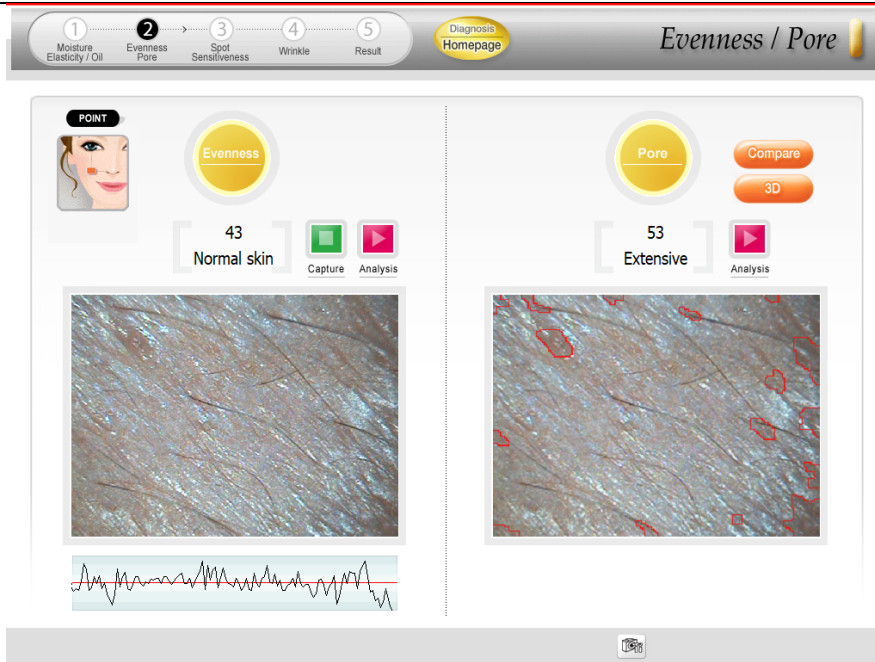 1
2
3
4
5
Moisture
Elasticity / Oil
Evenness
Pore
Spot
Sensitiveness
Wrinkle
Result
Diagnosis
Homepage
Evenness / Pore
POINT
Evenness
43
Normal skin
Capture
Analysis
Pore
Compare
3D
53
Extensive
Analysis